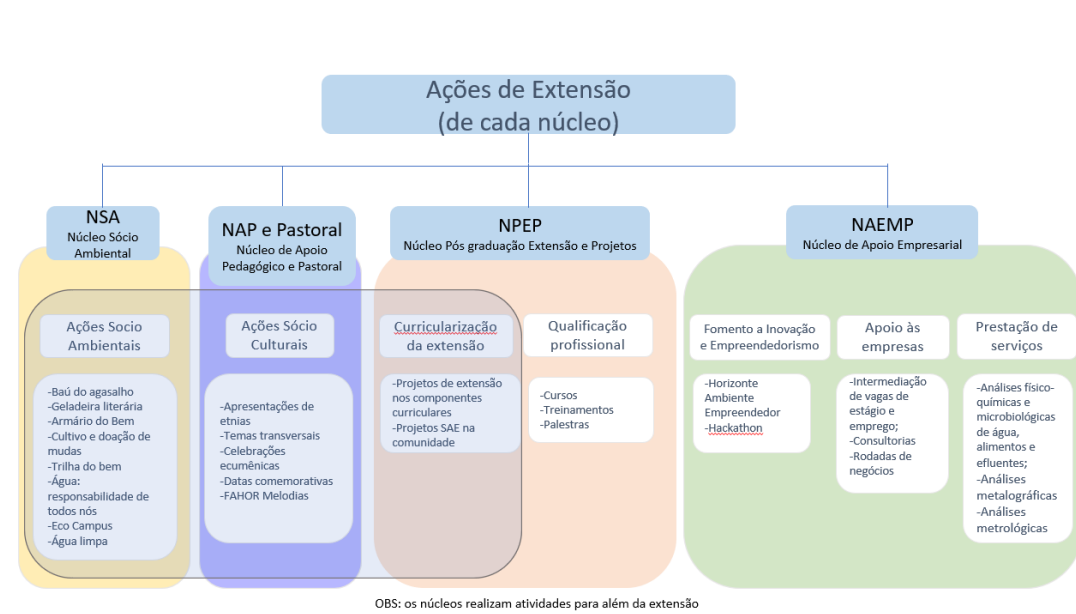 Ações de Extensão
(de cada núcleo)
NSA
Núcleo Sócio
Ambiental
NAP e Pastoral
Núcleo de Apoio
Pedagógico e Pastoral
NPEP
Núcleo Pós graduação Extensão e Projetos
NAEMP
Núcleo de Apoio Empresarial
Ações Socio
Ambientais
-Baú do agasalho
-Geladeira literária
-Armário do Bem
-Cultivo e doação de
mudas
-Trilha do bem
-Água:
responsabilidade de
todos nós
-Eco Campus
-Água limpa
Ações Sócio
Culturais
-Apresentações de
etnias
-Temas transversais
-Celebrações
ecumênicas
-Datas comemorativas
-FAHOR Melodias
Curricularização
da extensão
-Projetos de extensão
nos componentes
curriculares
-Projetos SAE na
comunidade
Qualificação
profissional
-Cursos
-Treinamentos
-Palestras
Fomento a Inovação
e Empreendedorismo
-Horizonte
Ambiente
Empreendedor
-Hackathon
Apoio às
empresas
-Intermediação
de vagas de
estágio e
emprego;
-Consultorias
-Rodadas de
negócios
Prestação de
serviços
-Análises físico-
químicas e
microbiológicas
de água,
alimentos e
efluentes;
-Análises
metalográficas
-Análises
metrológicas
OBS: os núcleos realizam atividades para além da extensão